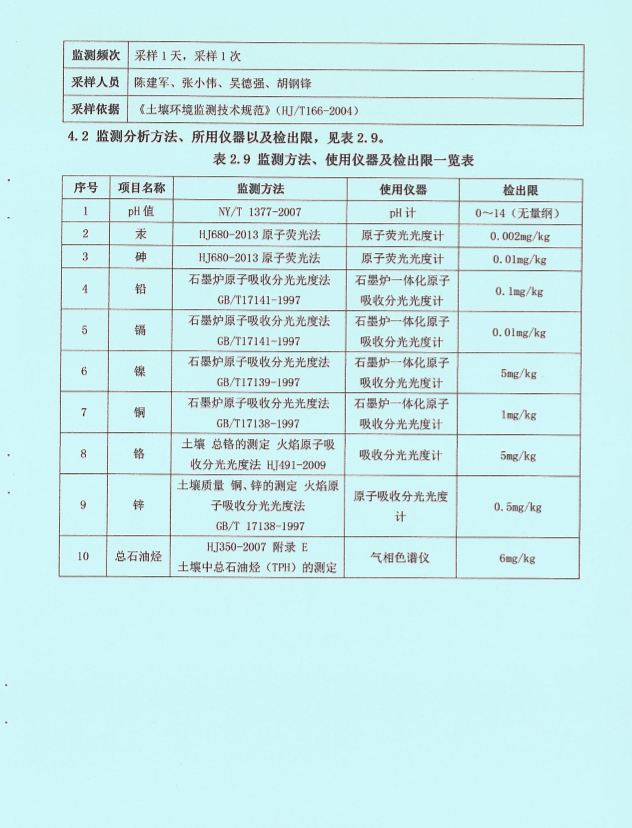 监测频次 采样 1 天，采样 1 次
采样人员 陈建军、张小伟、吴德强、胡钢锋
采样依据 《土壤环境监测技术规范》（HJ/T166-2004）
4.2 监测分析方法、所用仪器以及检出限，见表 2.9。
表 2.9 监测方法、使用仪器及检出限一览表
序号 项目名称 监测方法 使用仪器 检出限
1 pH 值 NY/T 1377-2007 pH 计 0～14（无量纲）
2 汞 HJ680-2013 原子荧光法 原子荧光光度计 0.002mg/kg
3 砷 HJ680-2013 原子荧光法 原子荧光光度计 0.01mg/kg
4 铅 石墨炉原子吸收分光光度法 石墨炉一体化原子 0.1mg/kg
GB/T17141-1997 吸收分光光度计
5 镉 石墨炉原子吸收分光光度法 石墨炉一体化原子 0.01mg/kg
GB/T17141-1997 吸收分光光度计
6 镍 石墨炉原子吸收分光光度法 石墨炉一体化原子 5mg/kg
GB/T17139-1997 吸收分光光度计
7 铜 石墨炉原子吸收分光光度法 石墨炉一体化原子 1mg/kg
GB/T17138-1997 吸收分光光度计
8 铬 土壤 总铬的测定 火焰原子吸 吸收分光光度计 5mg/kg
收分光光度法 HJ491-2009
9 锌 土壤质量 铜、锌的测定 火焰原 原子吸收分光光度 0.5mg/kg
子吸收分光光度法 计
GB/T 17138-1997
10 总石油烃 HJ350-2007 附录 E 气相色谱仪 6mg/kg
土壤中总石油烃（TPH）的测定